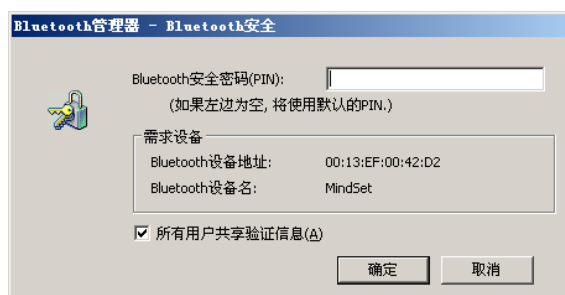 Bluetooth管理器 - Bluetooth安全
Bluetooth安全密码(PIN):
(如果左边为空, 将使用默认的PIN.)
需求设备
Bluetooth设备地址: 00:13:EF:00:42:D2
Bluetooth设备名: MindSet
所有用户共享验证信息(A)
确定 取消